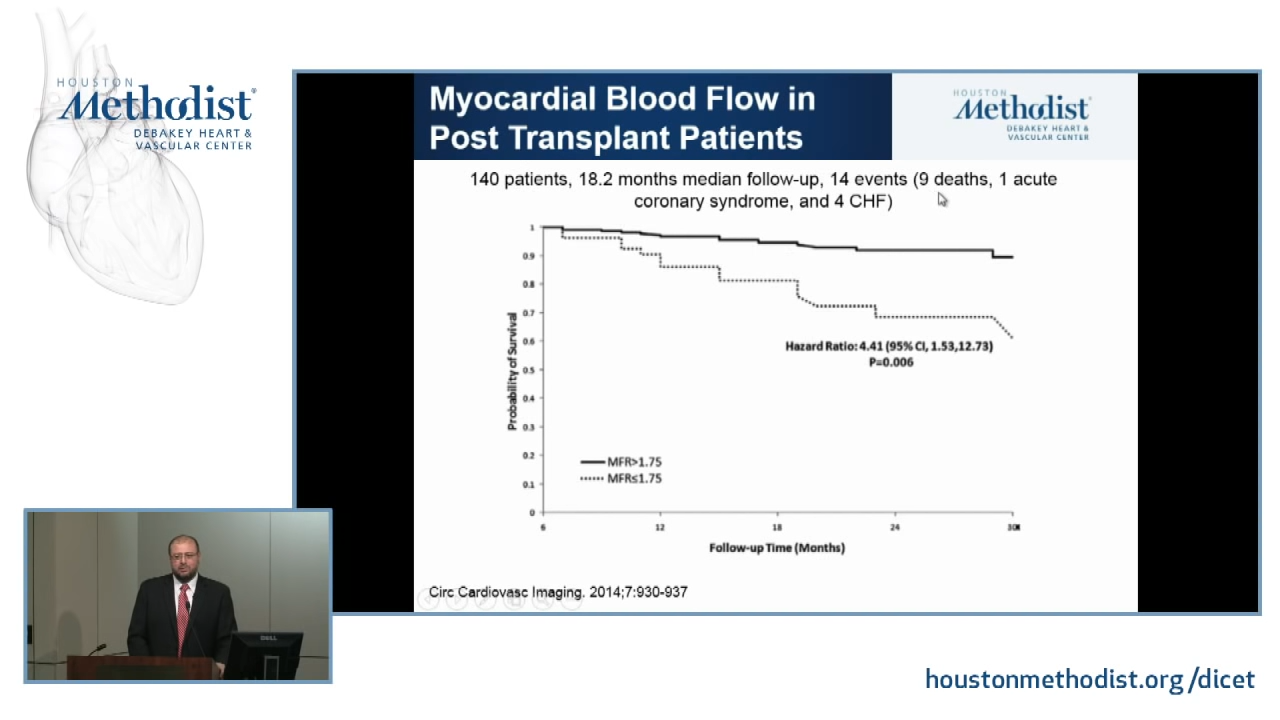 HOUSTON
Methodist®
DEBAKEY HEART &
VASCULAR CENTER
Myocardial Blood Flow in
Post Transplant Patients
HOUSTON
Methodist
DEBAKEY HEART &
VASCULAR CENTER
140 patients, 18.2 months median follow-up, 14 events (9 deaths, 1 acute
coronary syndrome, and 4 CHF)
Probability of Survival
1
0.9
0.8
0.7
0.6
0.5
0.4
0.3
0.2
0.1
0
Hazard Ratio: 4.41 (95% CI, 1.53,12.73)
P=0.006
MFR>1.75
MFR≤1.75
6
12
18
24
30
Follow-up Time (Months)
Circ Cardiovasc Imaging. 2014;7:930-937
DELL
houstonmethodist.org/dicet